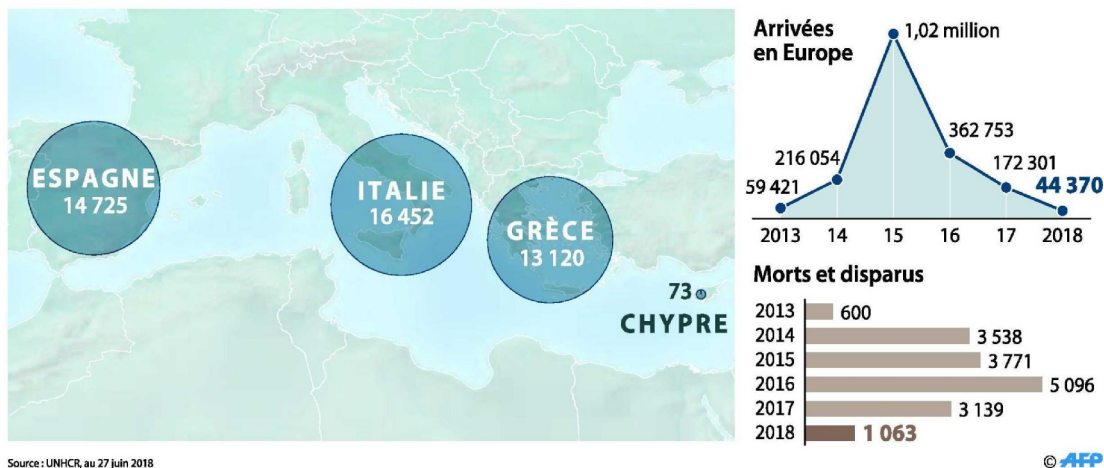 ESPAGNE
14 725
ITALIE
16 452
GRÈCE
13 120
73
CHYPRE
Arrivées
en Europe
1,02 million
362 753
216 054
172 301
59 421
44 370
2013 14 15 16 17 2018
Morts et disparus
2013 600
2014 3 538
2015 3 771
2016 5 096
2017 3 139
2018 1 063
Source : UNHCR, au 27 juin 2018
© AFP